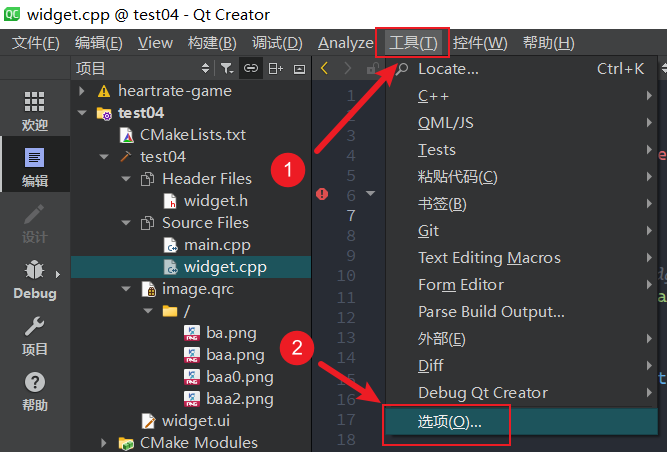 QC widget.cpp @ test04 - Qt Creator
文件(F) 编辑(E) View 构建(B) 调试(D) Analyze 工具(T) 控件(W) 帮助(H)
项目
欢迎
编辑
设计
Debug
项目
帮助
heartrate-game
test04
CMakeLists.txt
test04
Header Files
widget.h
Source Files
main.cpp
widget.cpp
image.qrc
/
ba.png
baa.png
baa0.png
baa2.png
widget.ui
CMake Modules
1
2
1
4
5
6
7
8
9
10
11
12
13
14
15
16
17
18
Locate... Ctrl+K
C++
QML/JS
Tests
粘贴代码(C)
书签(B)
Git
Text Editing Macros
Form Editor
Parse Build Output...
外部(E)
Diff
Debug Qt Creator
选项(O)...